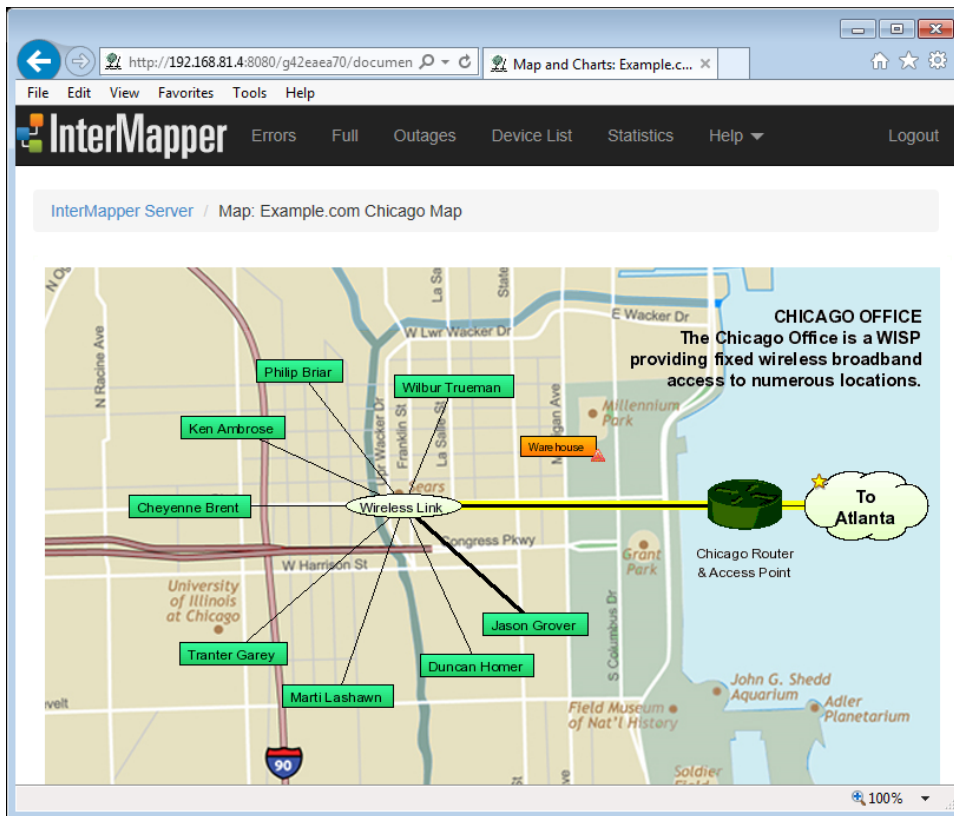 http://192.168.81.4:8080/g42eaea70/documen
Map and Charts: Example.c...
File Edit View Favorites Tools Help
InterMapper Errors Full Outages Device List Statistics Help Logout
InterMapper Server / Map: Example.com Chicago Map
CHICAGO OFFICE
The Chicago Office is a WISP
providing fixed wireless broadband
access to numerous locations.
N Racine Ave
La Sa
State
W Lwr Wacker Dr
E Wacker Dr
Philip Briar
Wilbur Trueman
Ken Ambrose
Franklin St
La Salle St
Millennium
Park
Warehouse
Cheyenne Brent
Sears
Wireless Link
To
Atlanta
Congress Pkwy
W Harrison St
Grant
Park
Chicago Router
& Access Point
University
of Illinois
at Chicago
Jason Grover
S Columbus Dr
Tranter Garey
Duncan Homer
Marti Lashawn
John G. Shedd
Aquarium
Adler
Planetarium
Field Museum
of Nat'l History
evelt
90
Soldier
Field
100%